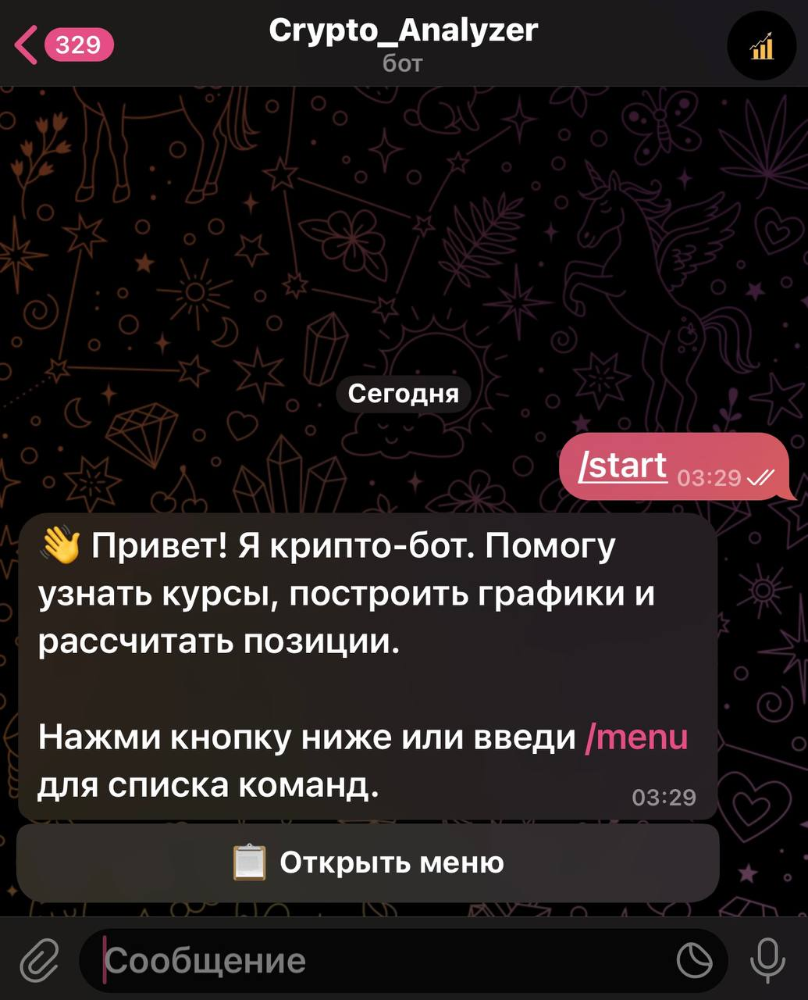 329
Crypto_Analyzer
бот
Сегодня
/start 03:29
👋 Привет! Я крипто-бот. Помогу
узнать курсы, построить графики и
рассчитать позиции.
Нажми кнопку ниже или введи /menu
для списка команд.
03:29
📋 Открыть меню
Сообщение